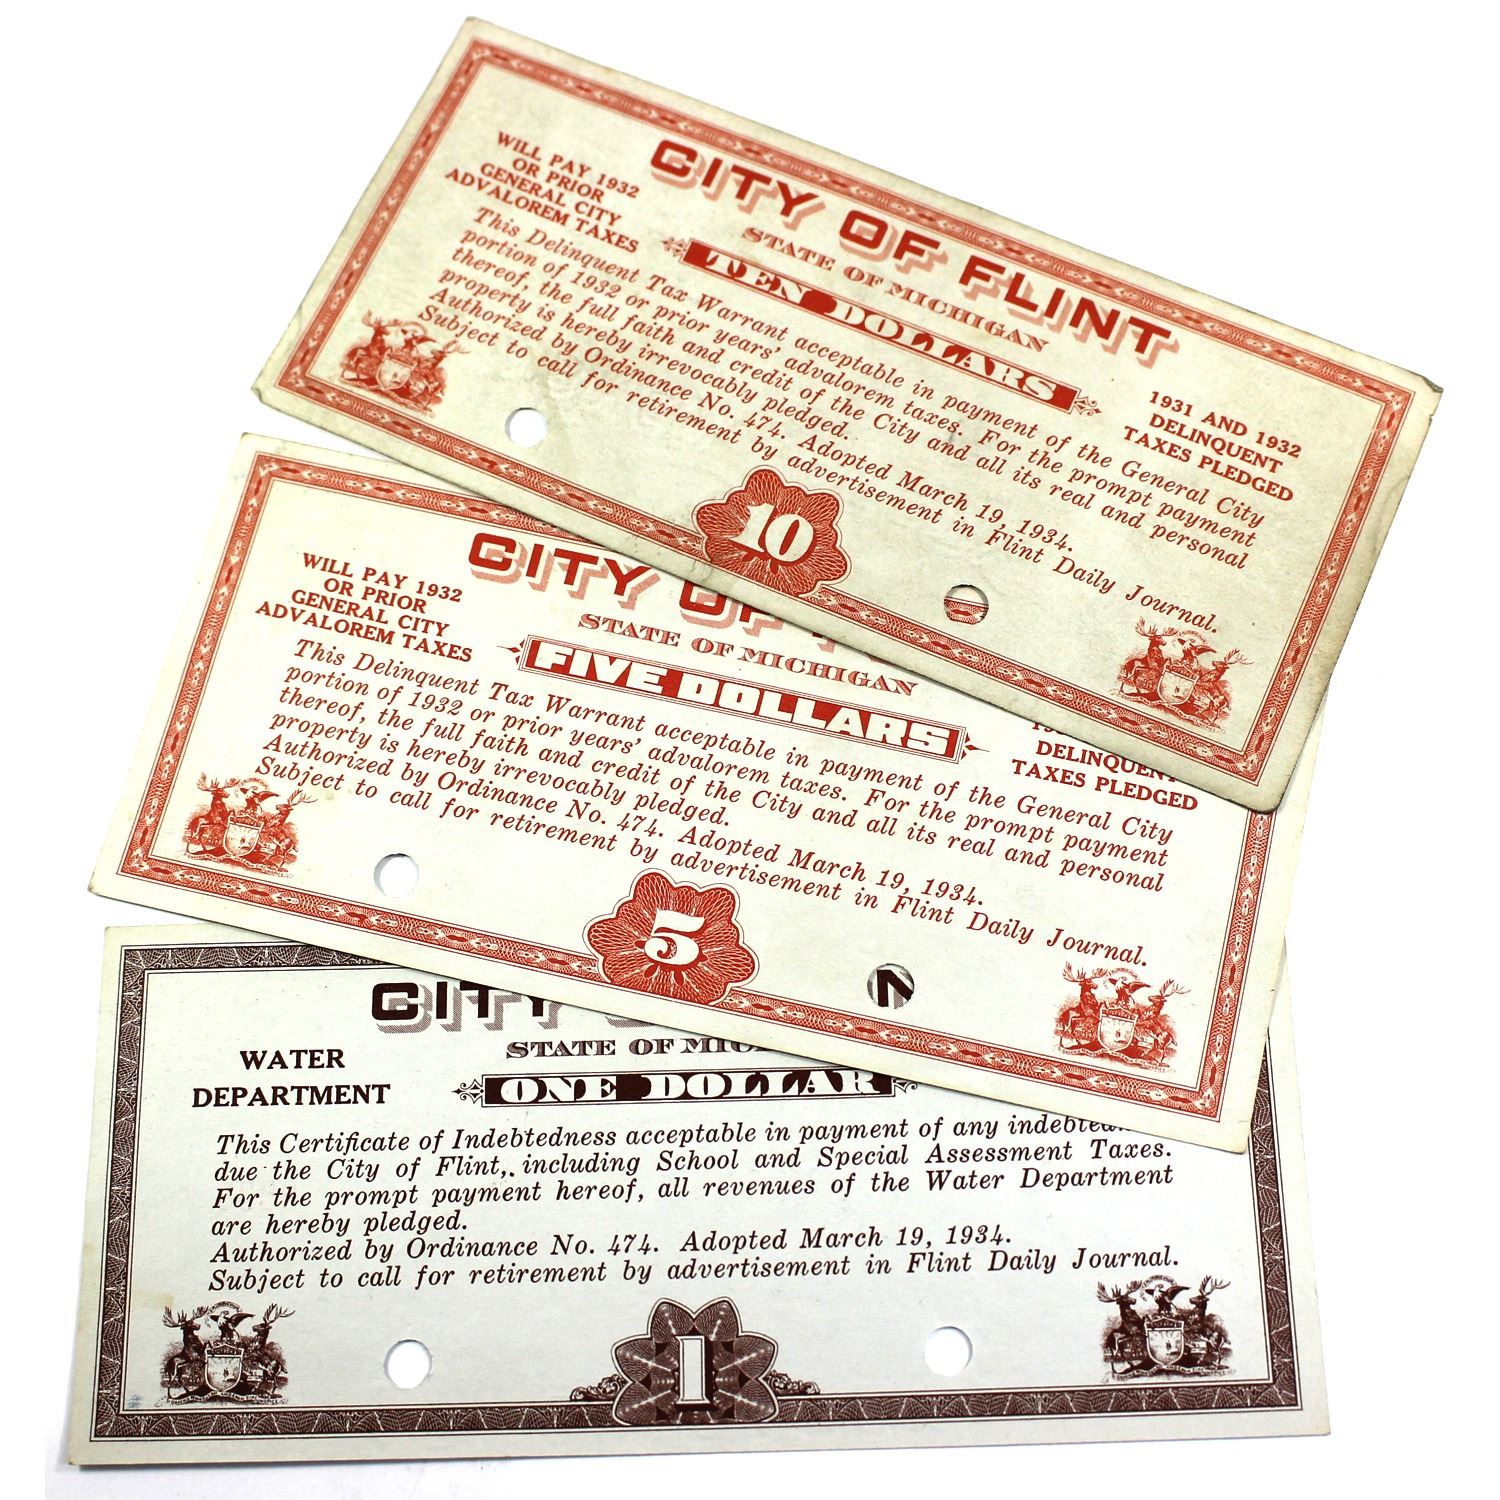 CITY OF FLINT
STATE OF MICHIGAN
TEN DOLLARS
WILL PAY 1932
OR PRIOR
GENERAL CITY
ADVALOREM TAXES
1931 AND 1932
DELINQUENT
TAXES PLEDGED
This Delinquent Tax Warrant acceptable in payment of the General City
portion of 1932 or prior years' advalorem taxes. For the prompt payment
thereof, the full faith and credit of the City and all its real and personal
property is hereby irrevocably pledged.
Authorized by Ordinance No. 474. Adopted March 19, 1934.
Subject to call for retirement by advertisement in Flint Daily Journal.
10
CITY OF
STATE OF MICHIGAN
FIVE DOLLARS
WILL PAY 1932
OR PRIOR
GENERAL CITY
ADVALOREM TAXES
DELINQUENT
TAXES PLEDGED
This Delinquent Tax Warrant acceptable in payment of the General City
portion of 1932 or prior years' advalorem taxes. For the prompt payment
thereof, the full faith and credit of the City and all its real and personal
property is hereby irrevocably pledged.
Authorized by Ordinance No. 474. Adopted March 19, 1934.
Subject to call for retirement by advertisement in Flint Daily Journal.
5
N
CITY
STATE OF
ONE DOLLAR
WATER
DEPARTMENT
This Certificate of Indebtedness acceptable in payment of any
due the City of Flint, including School and Special Assessment Taxes.
For the prompt payment hereof, all revenues of the Water Department
are hereby pledged.
Authorized by Ordinance No. 474. Adopted March 19, 1934.
Subject to call for retirement by advertisement in Flint Daily Journal.
1